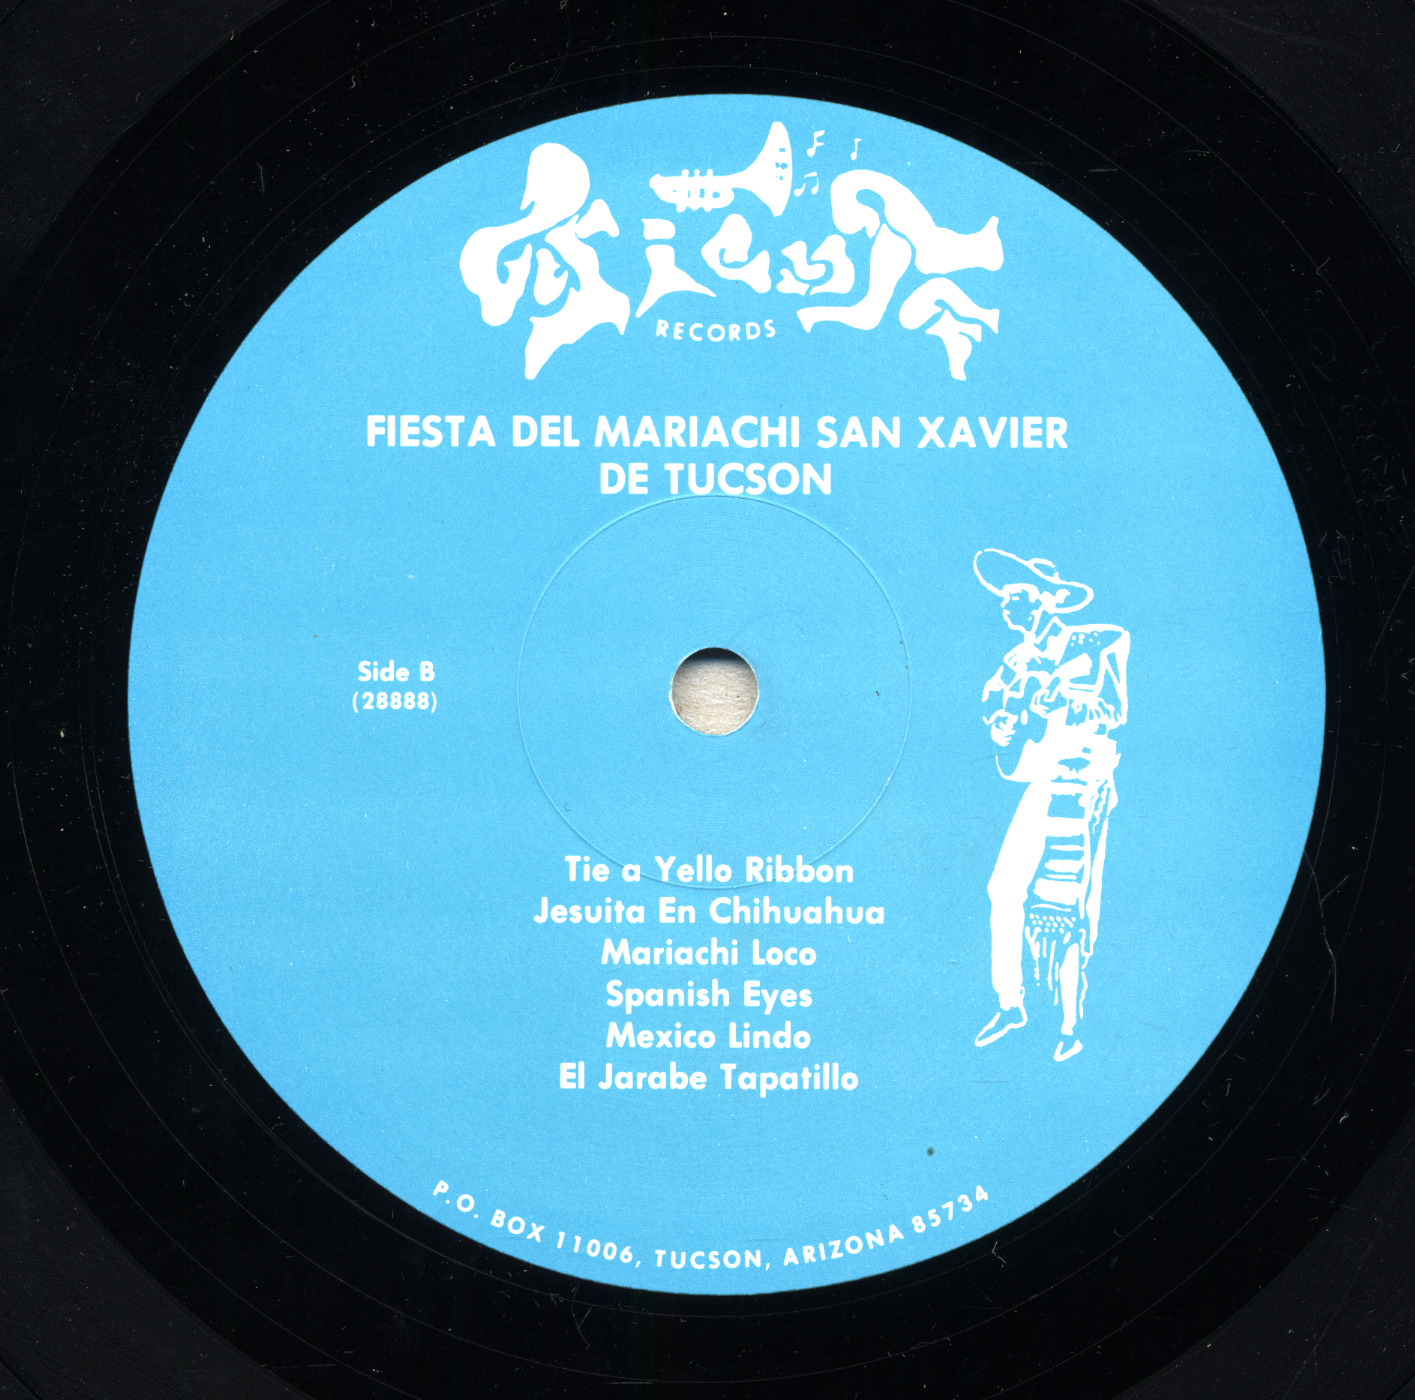 RECORDS
FIESTA DEL MARIACHI SAN XAVIER
DE TUCSON
Side B
(28888)
Tie a Yello Ribbon
Jesuita En Chihuahua
Mariachi Loco
Spanish Eyes
Mexico Lindo
El Jarabe Tapatillo
P.O. BOX 11006, TUCSON, ARIZONA 85734